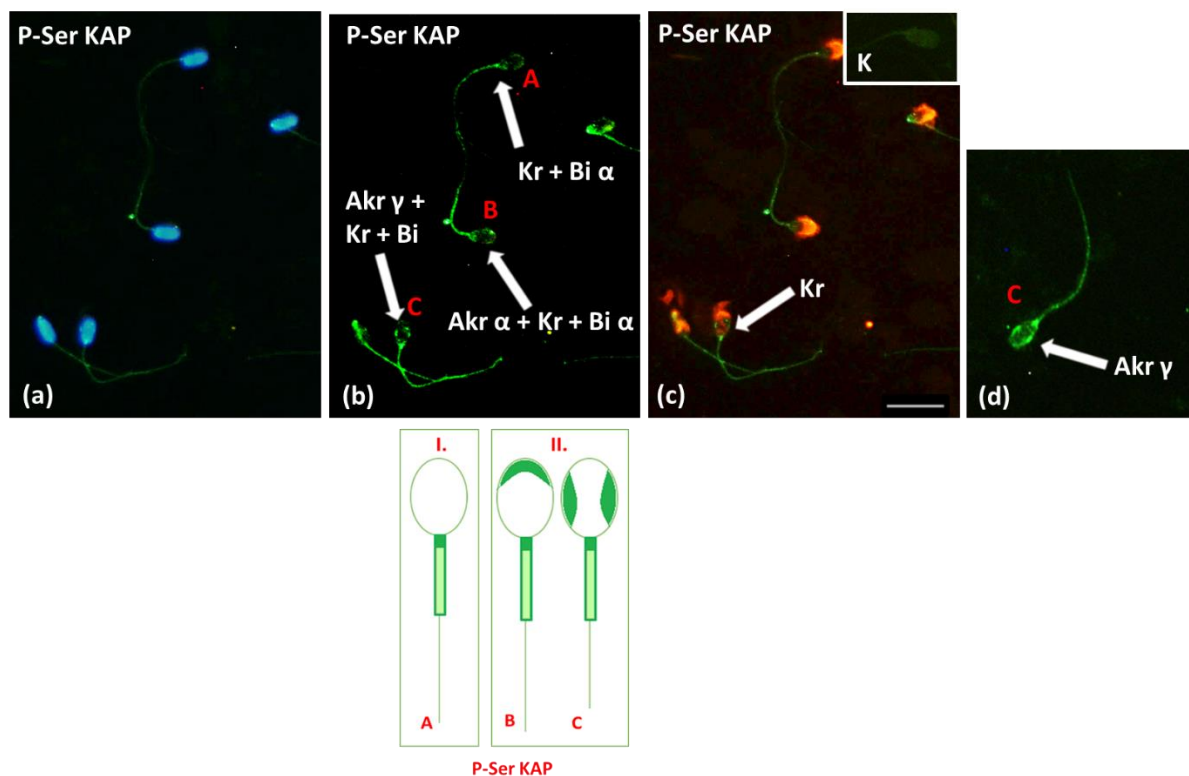 P-Ser KAP
A
Kr + Bi α
Akr γ +
Kr + Bi
B
C
Akr α + Kr + Bi α
(a)
(b)
P-Ser KAP
P-Ser KAP
K
Kr
(c)
C
Akr γ
(d)
I.
II.
A
B
C
P-Ser KAP